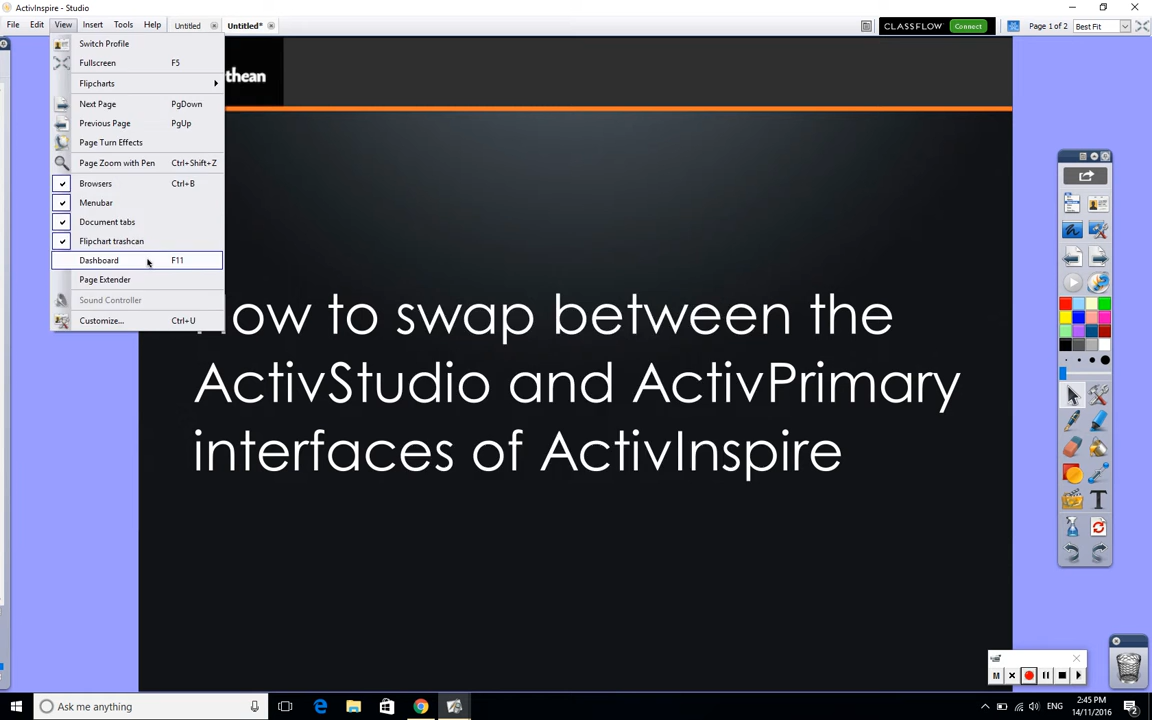 ActivInspire - Studio
File Edit View Insert Tools Help Untitled Untitled* CLASSFLOW Connect Page 1 of 2 Best Fit
Switch Profile
Fullscreen F5
Flipcharts
Next Page PgDown
Previous Page PgUp
Page Turn Effects
Page Zoom with Pen Ctrl+Shift+Z
Browsers Ctrl+B
Menubar
Document tabs
Flipchart trashcan
Dashboard F11
Page Extender
Sound Controller
Customize... Ctrl+U
thean
How to swap between the
ActivStudio and ActivPrimary
interfaces of ActivInspire
T
M
Ask me anything
ENG
2:45 PM
14/11/2016
2